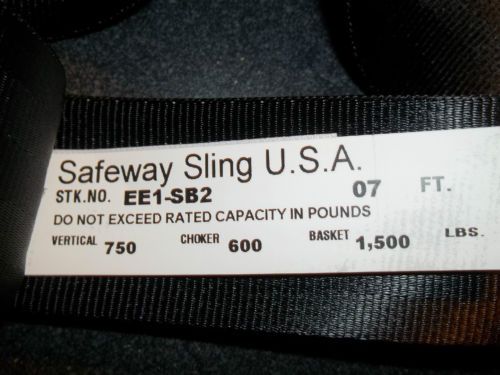 Safeway Sling U.S.A.
STK.NO. EE1-SB2 07 FT.
DO NOT EXCEED RATED CAPACITY IN POUNDS
VERTICAL 750 CHOKER 600 BASKET 1,500 LBS.